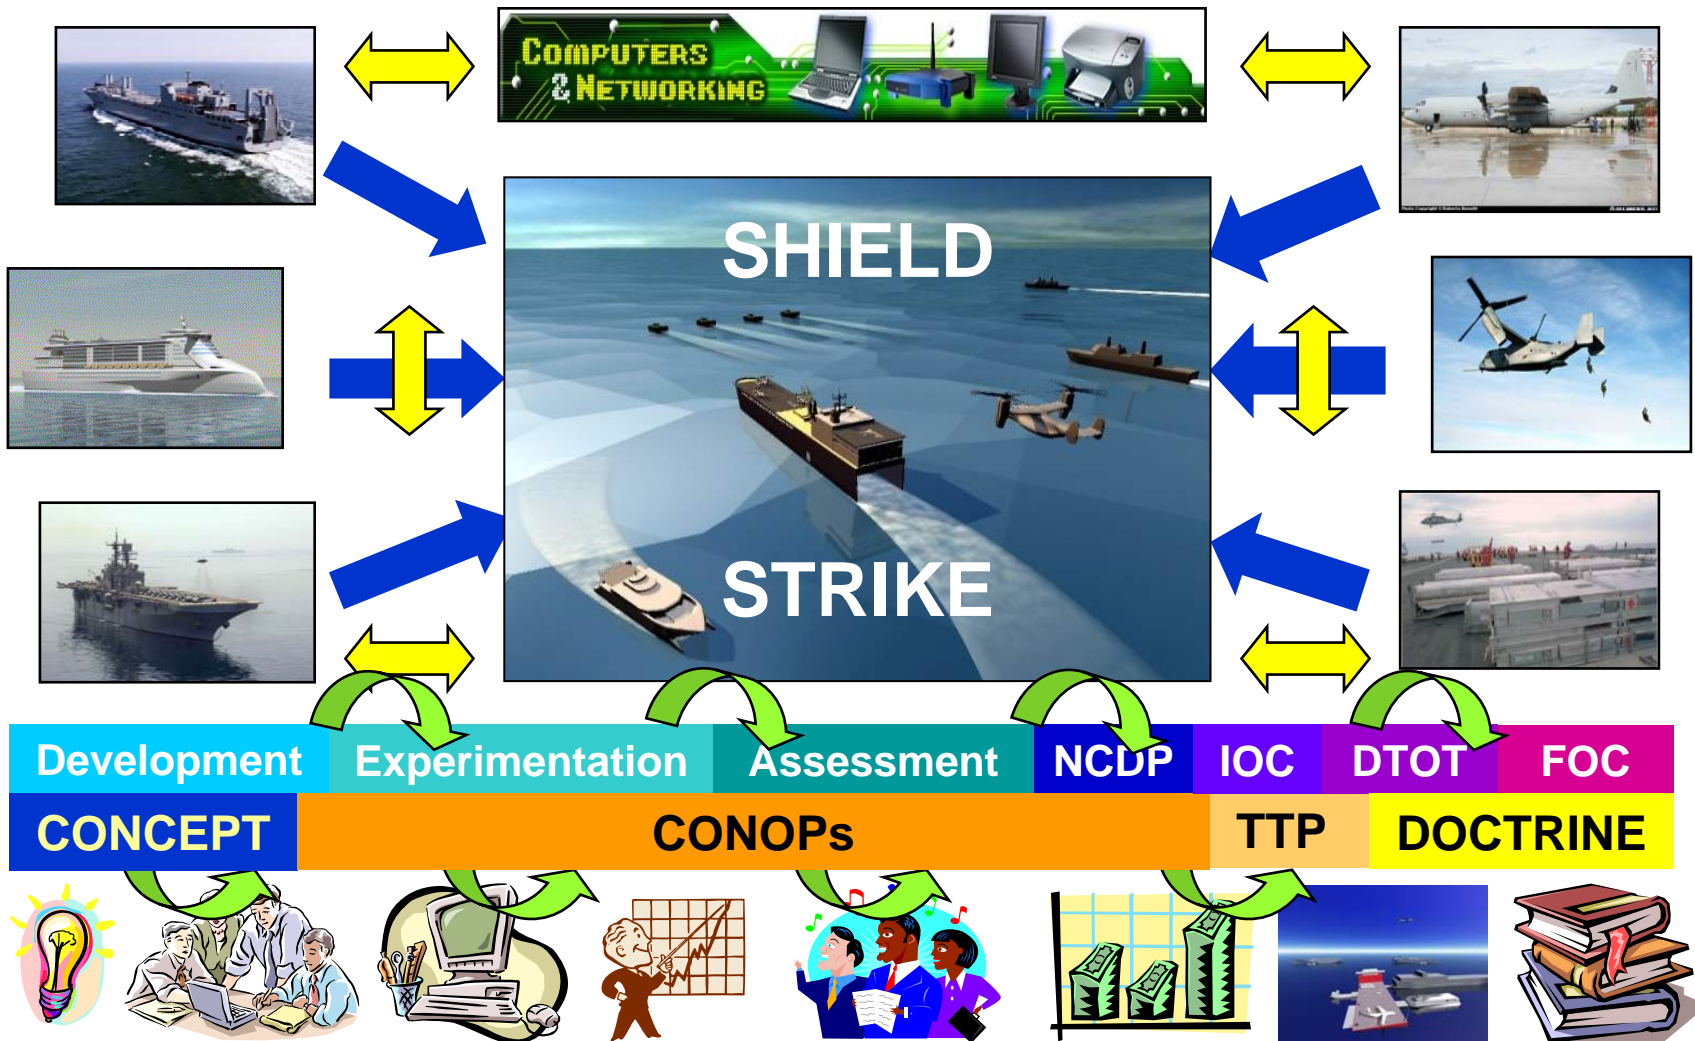 COMPUTERS
& NETWORKING
SHIELD
STRIKE
Development Experimentation Assessment NCDP IOC DTOT FOC
CONCEPT CONOPs TTP DOCTRINE